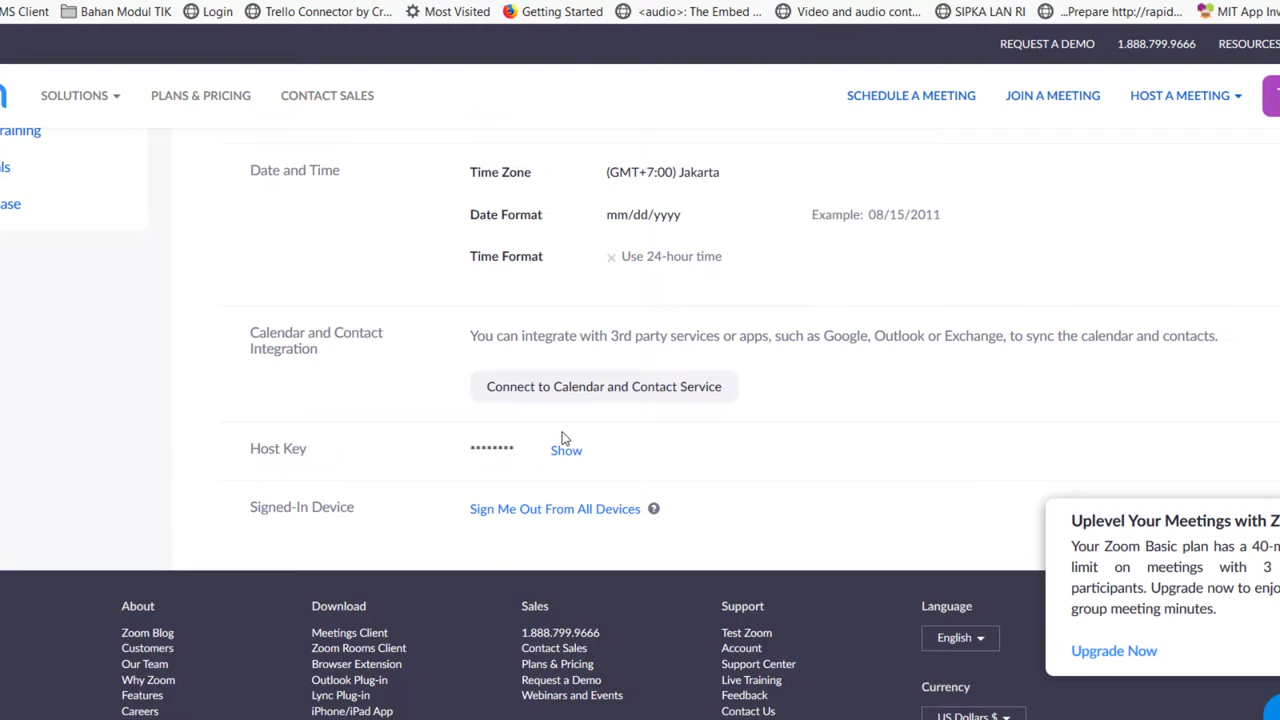 MS Client Bahan Modul TIK Login Trello Connector by Cr... Most Visited Getting Started <audio>: The Embed ... Video and audio cont... SIPKA LAN RI ...Prepare http://rapid... MIT App Inv
REQUEST A DEMO 1.888.799.9666 RESOURCES
SOLUTIONS PLANS & PRICING CONTACT SALES SCHEDULE A MEETING JOIN A MEETING HOST A MEETING
raining
ls
ase
Date and Time
Time Zone (GMT+7:00) Jakarta
Date Format mm/dd/yyyy Example: 08/15/2011
Time Format × Use 24-hour time
Calendar and Contact
Integration
You can integrate with 3rd party services or apps, such as Google, Outlook or Exchange, to sync the calendar and contacts.
Connect to Calendar and Contact Service
Host Key ******** Show
Signed-In Device Sign Me Out From All Devices ?
Uplevel Your Meetings with Z
Your Zoom Basic plan has a 40-m
limit on meetings with 3
participants. Upgrade now to enjo
group meeting minutes.
Upgrade Now
About
Zoom Blog
Customers
Our Team
Why Zoom
Features
Careers
Download
Meetings Client
Zoom Rooms Client
Browser Extension
Outlook Plug-in
Lync Plug-in
iPhone/iPad App
Sales
1.888.799.9666
Contact Sales
Plans & Pricing
Request a Demo
Webinars and Events
Support
Test Zoom
Account
Support Center
Live Training
Feedback
Contact Us
Language
English
Currency
US Dollars $